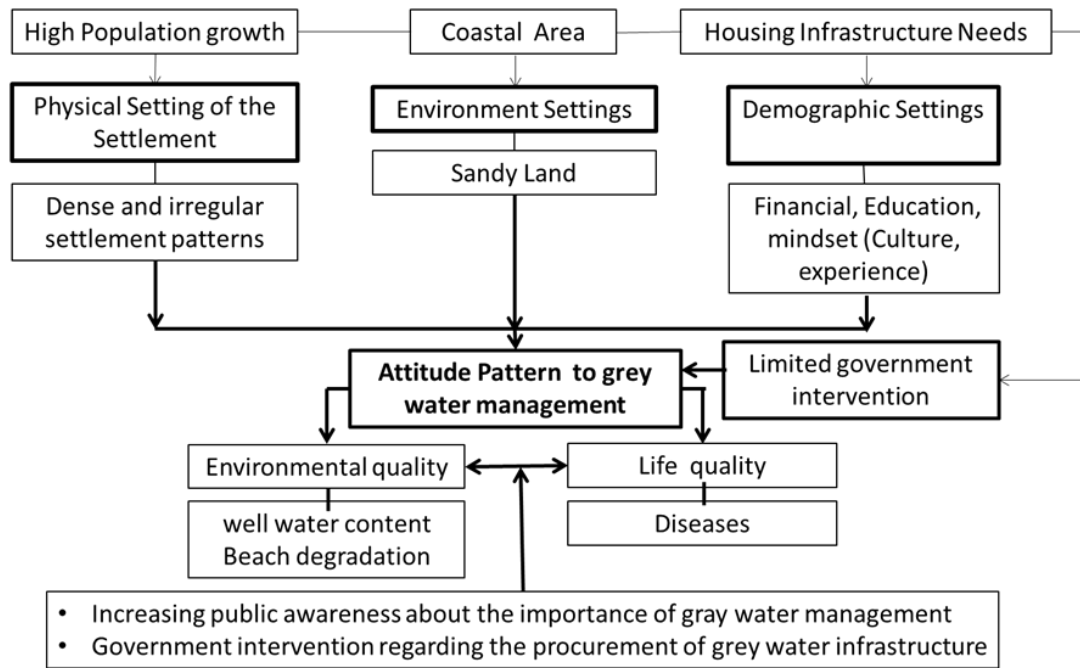 High Population growth
Coastal Area
Housing Infrastructure Needs
Physical Setting of the
Settlement
Environment Settings
Demographic Settings
Sandy Land
Dense and irregular
settlement patterns
Financial, Education,
mindset (Culture,
experience)
Attitude Pattern to grey
water management
Limited government
intervention
Environmental quality
Life quality
well water content
Beach degradation
Diseases
• Increasing public awareness about the importance of gray water management
• Government intervention regarding the procurement of grey water infrastructure